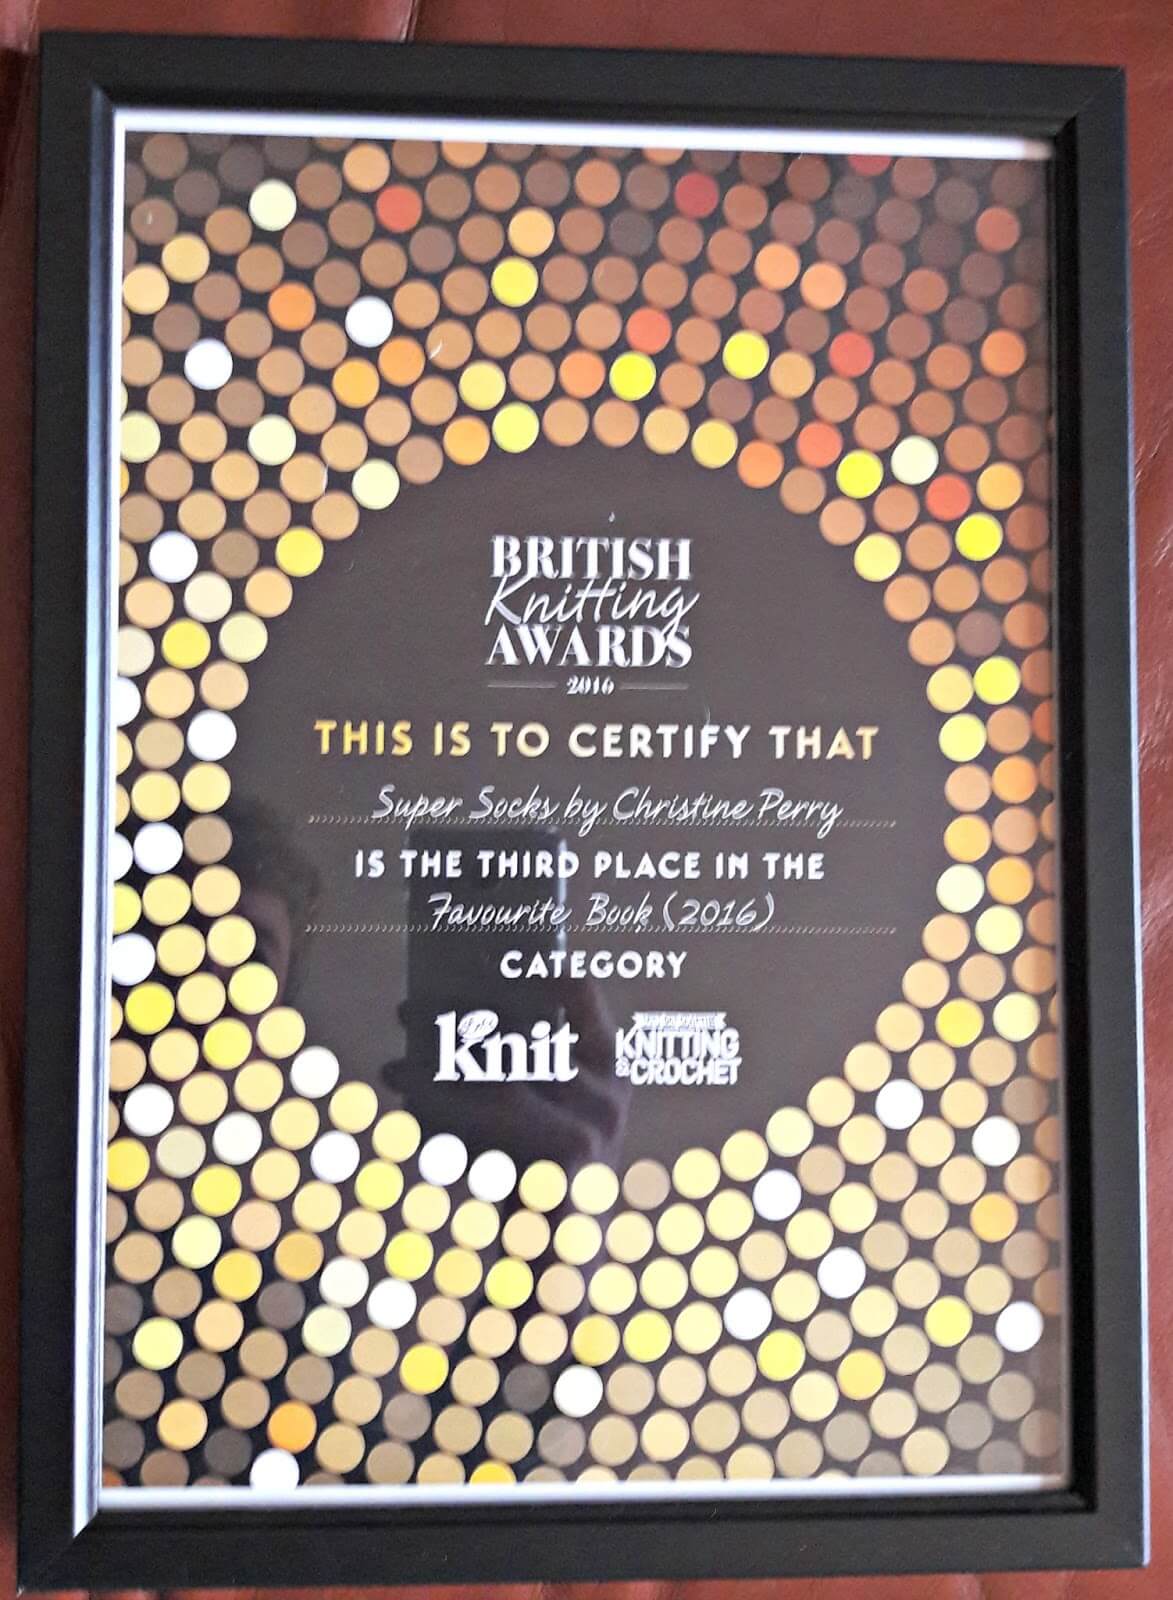 BRITISH
Knitting
AWARDS
2016
THIS IS TO CERTIFY THAT
Super Socks by Christine Perry
IS THE THIRD PLACE IN THE
Favourite Book (2016)
CATEGORY
knit
KNITTING
& CROCHET